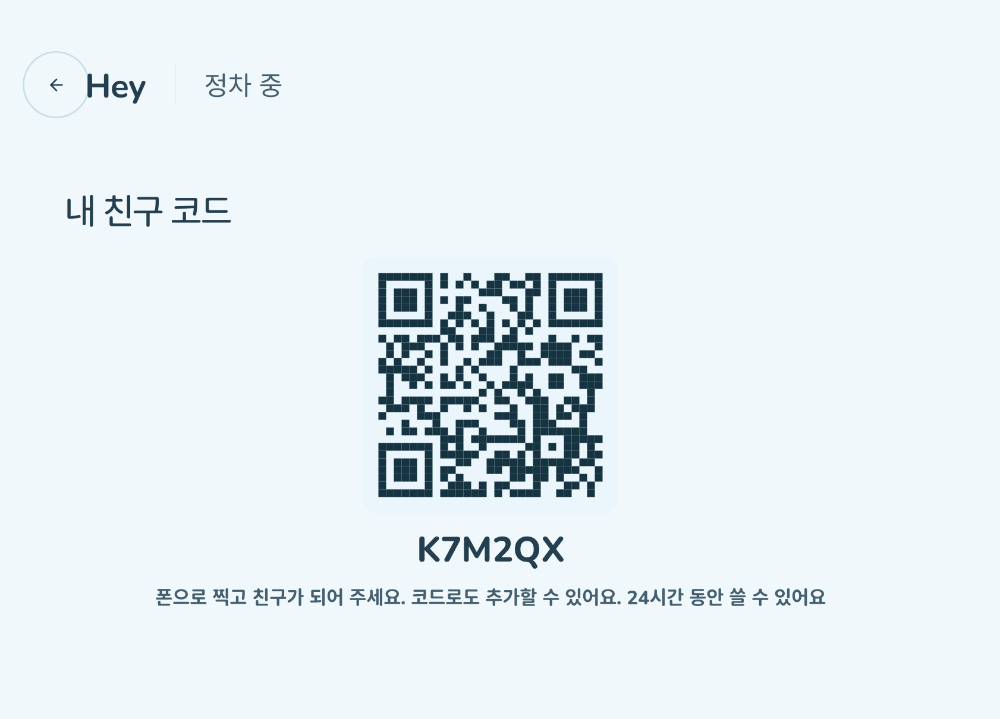 Hey
정차 중
내 친구 코드
K7M2QX
폰으로 찍고 친구가 되어 주세요. 코드로도 추가할 수 있어요. 24시간 동안 쓸 수 있어요